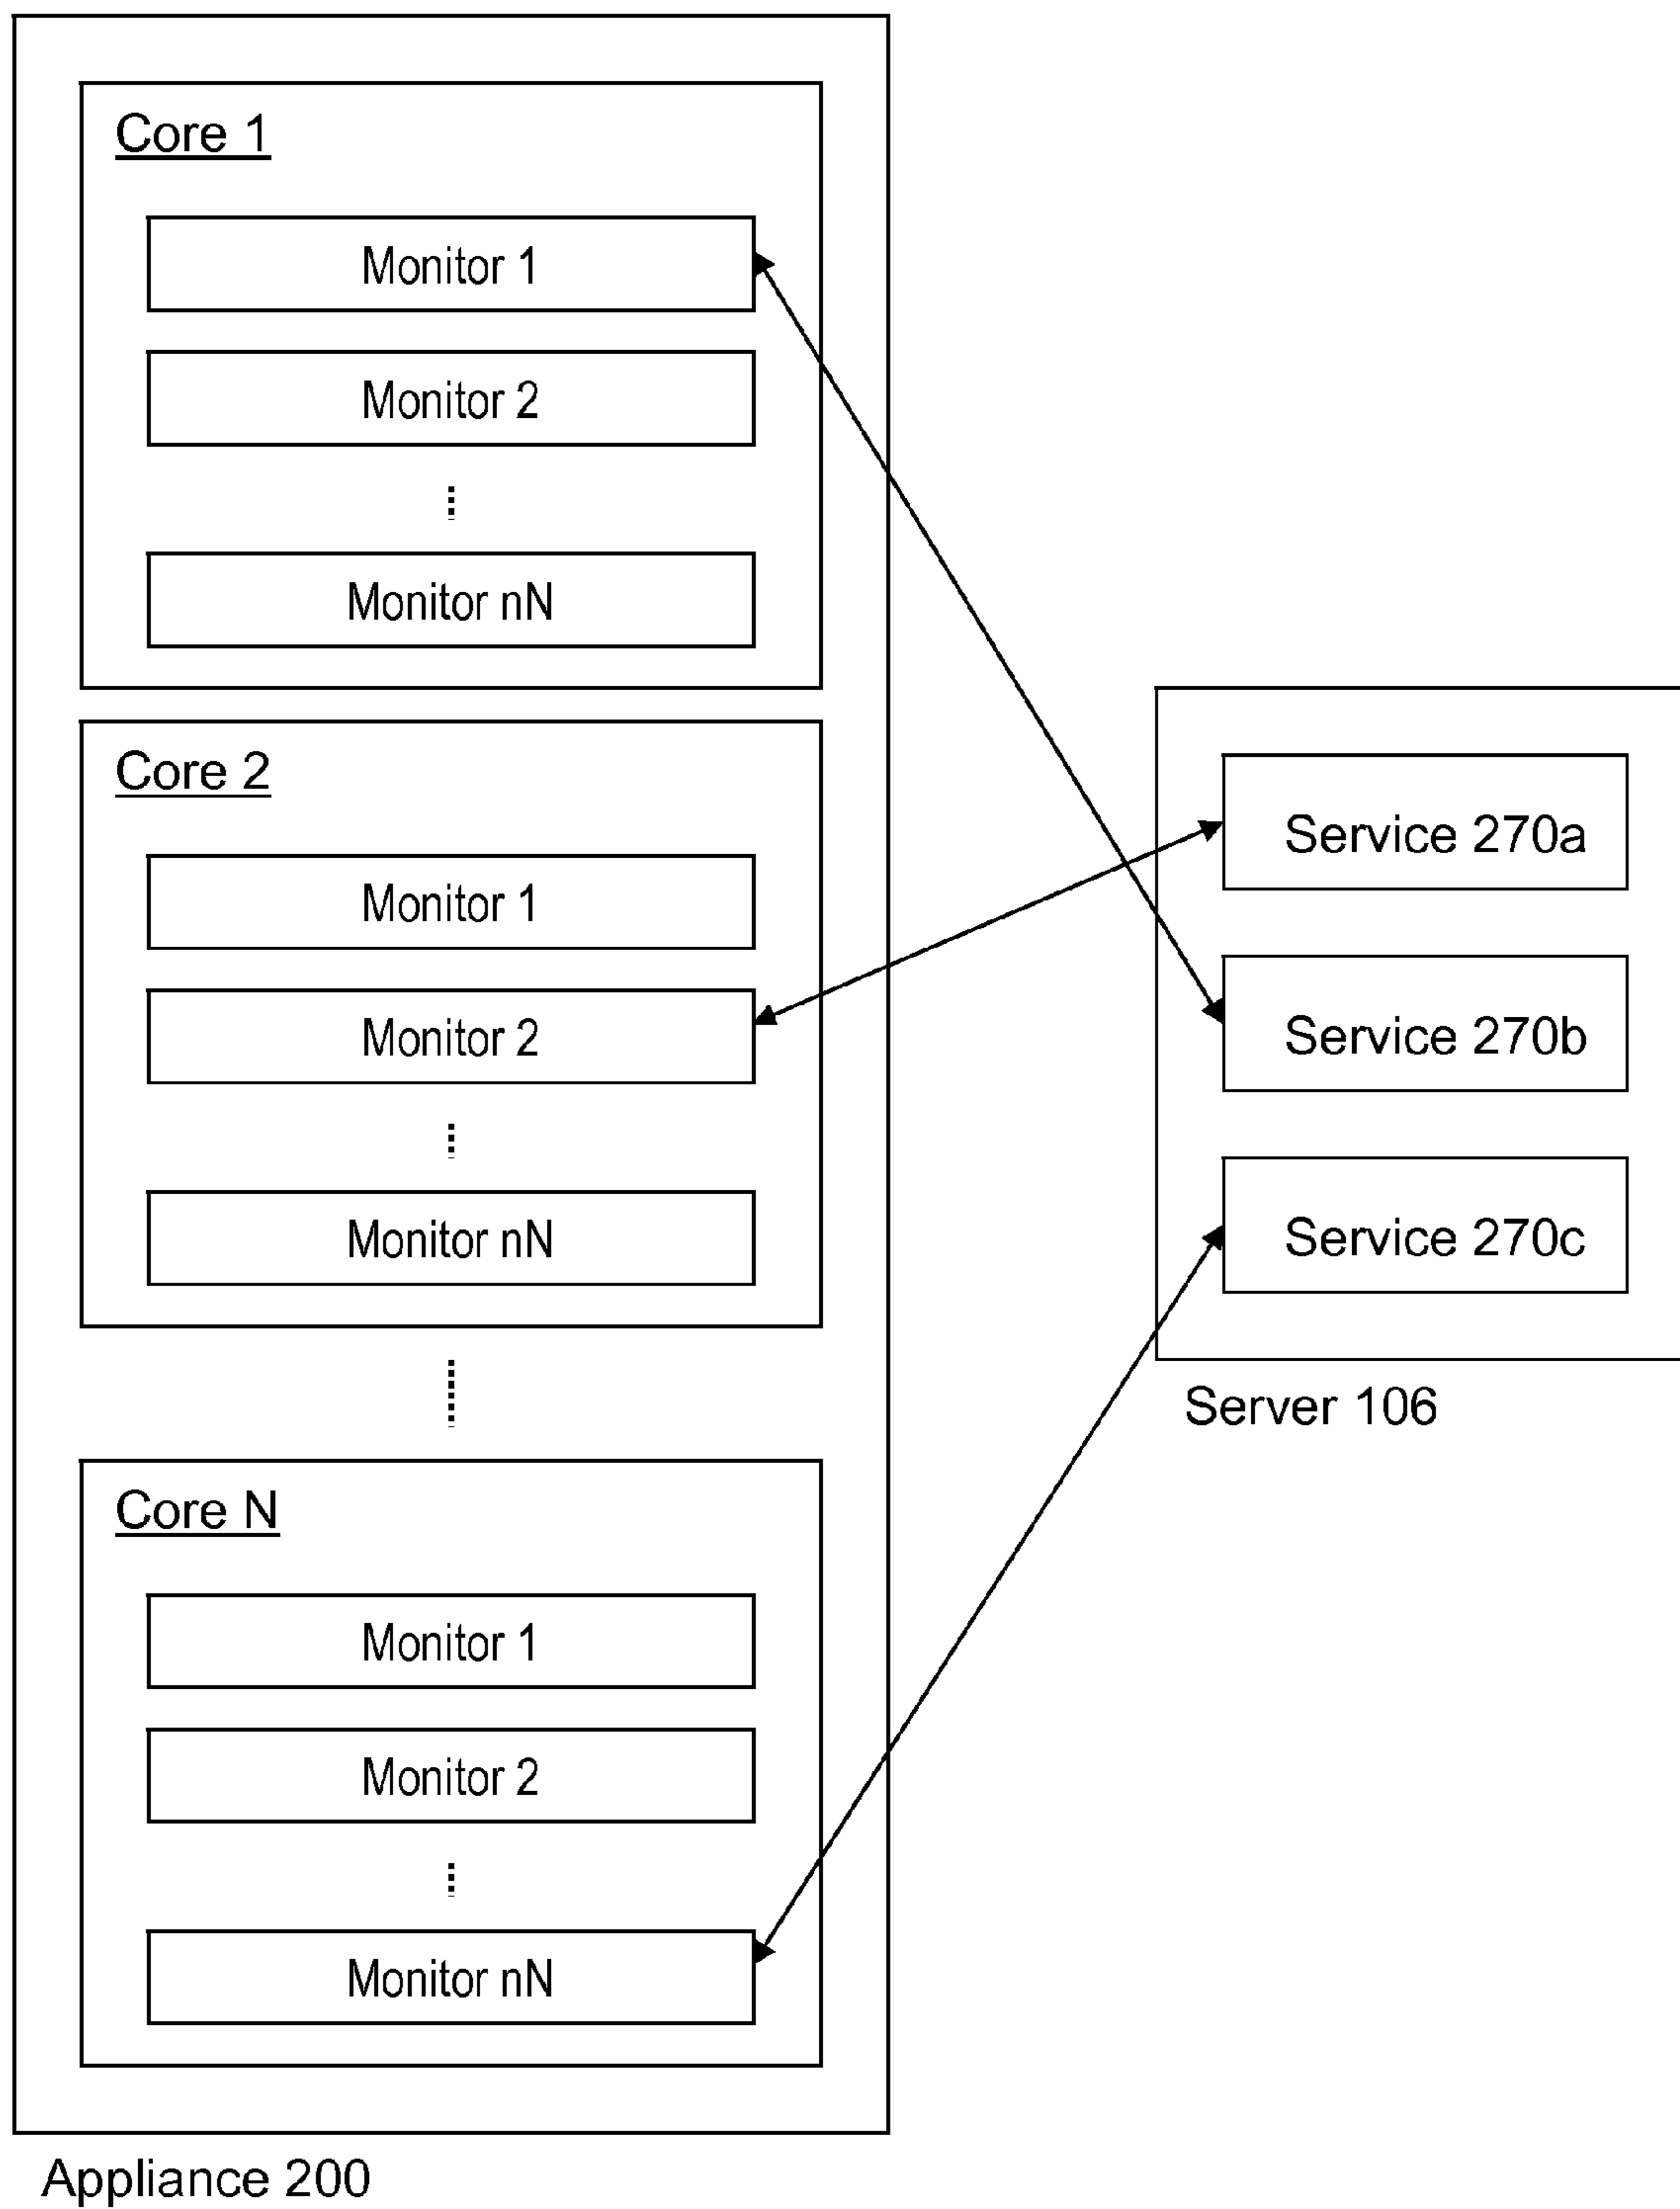 Core 1
Monitor 1
Monitor 2
Monitor nN
Core 2
Monitor 1
Monitor 2
Monitor nN
Core N
Monitor 1
Monitor 2
Monitor nN
Appliance 200
Service 270a
Service 270b
Service 270c
Server 106